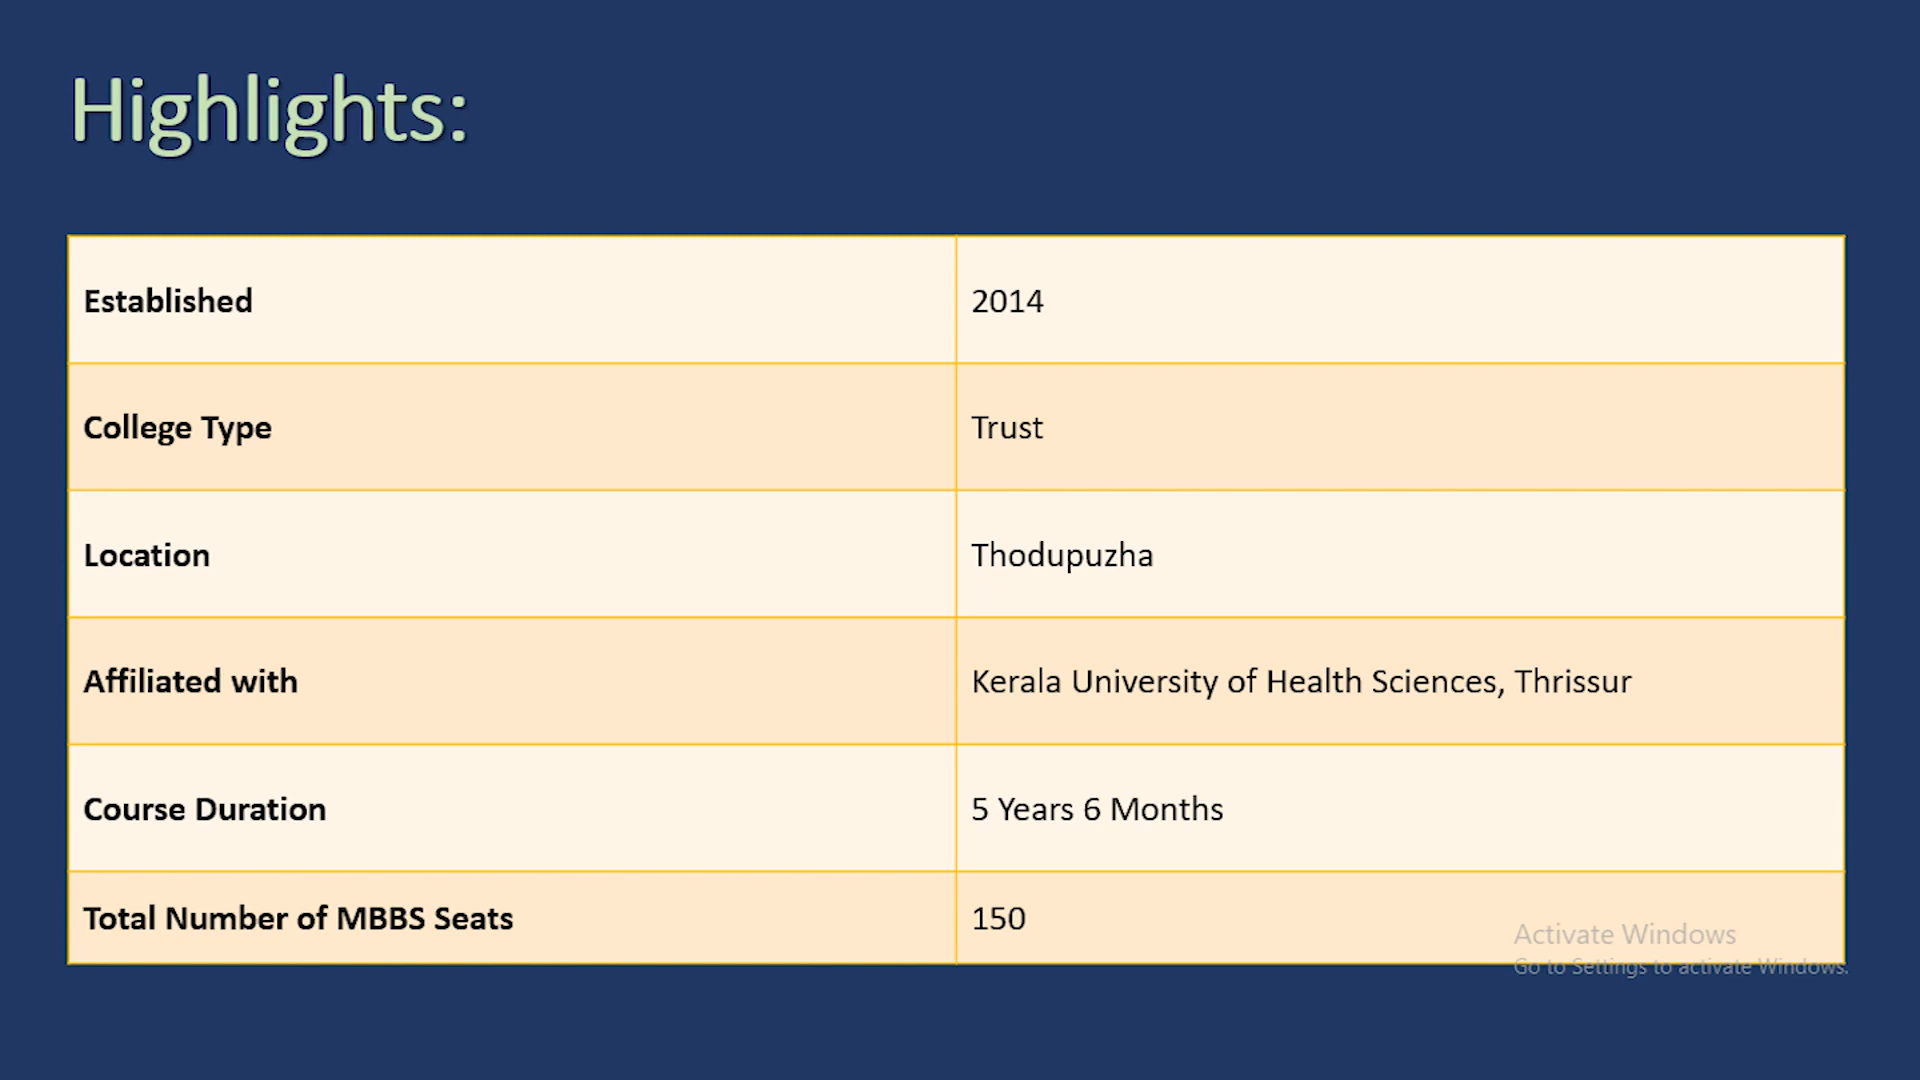 Highlights:
Established 2014
College Type Trust
Location Thodupuzha
Affiliated with Kerala University of Health Sciences, Thrissur
Course Duration 5 Years 6 Months
Total Number of MBBS Seats 150
Activate Windows
Go to Settings to activate Windows.